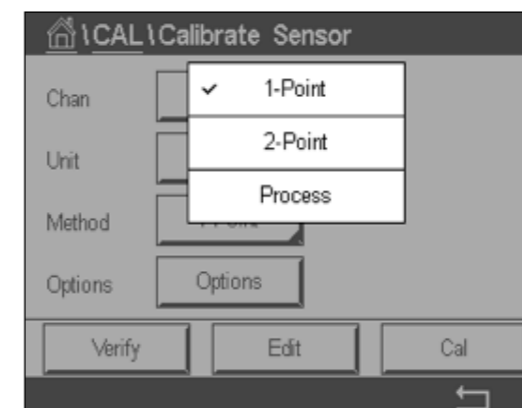 \CAL\Calibrate Sensor
Chan
1-Point
2-Point
Unit
Process
Method
Options Options
Verify Edit Cal